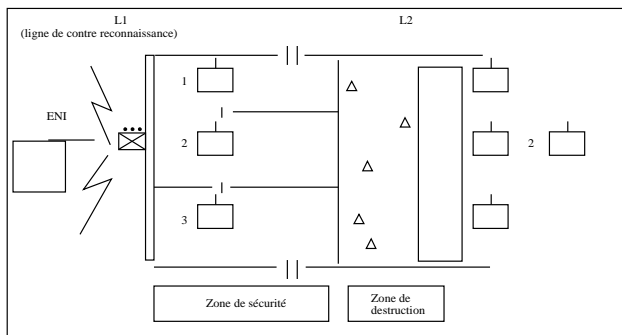 L1
(ligne de contre reconnaissance)
L2
ENI
1
2
3
2
Zone de sécurité
Zone de
destruction